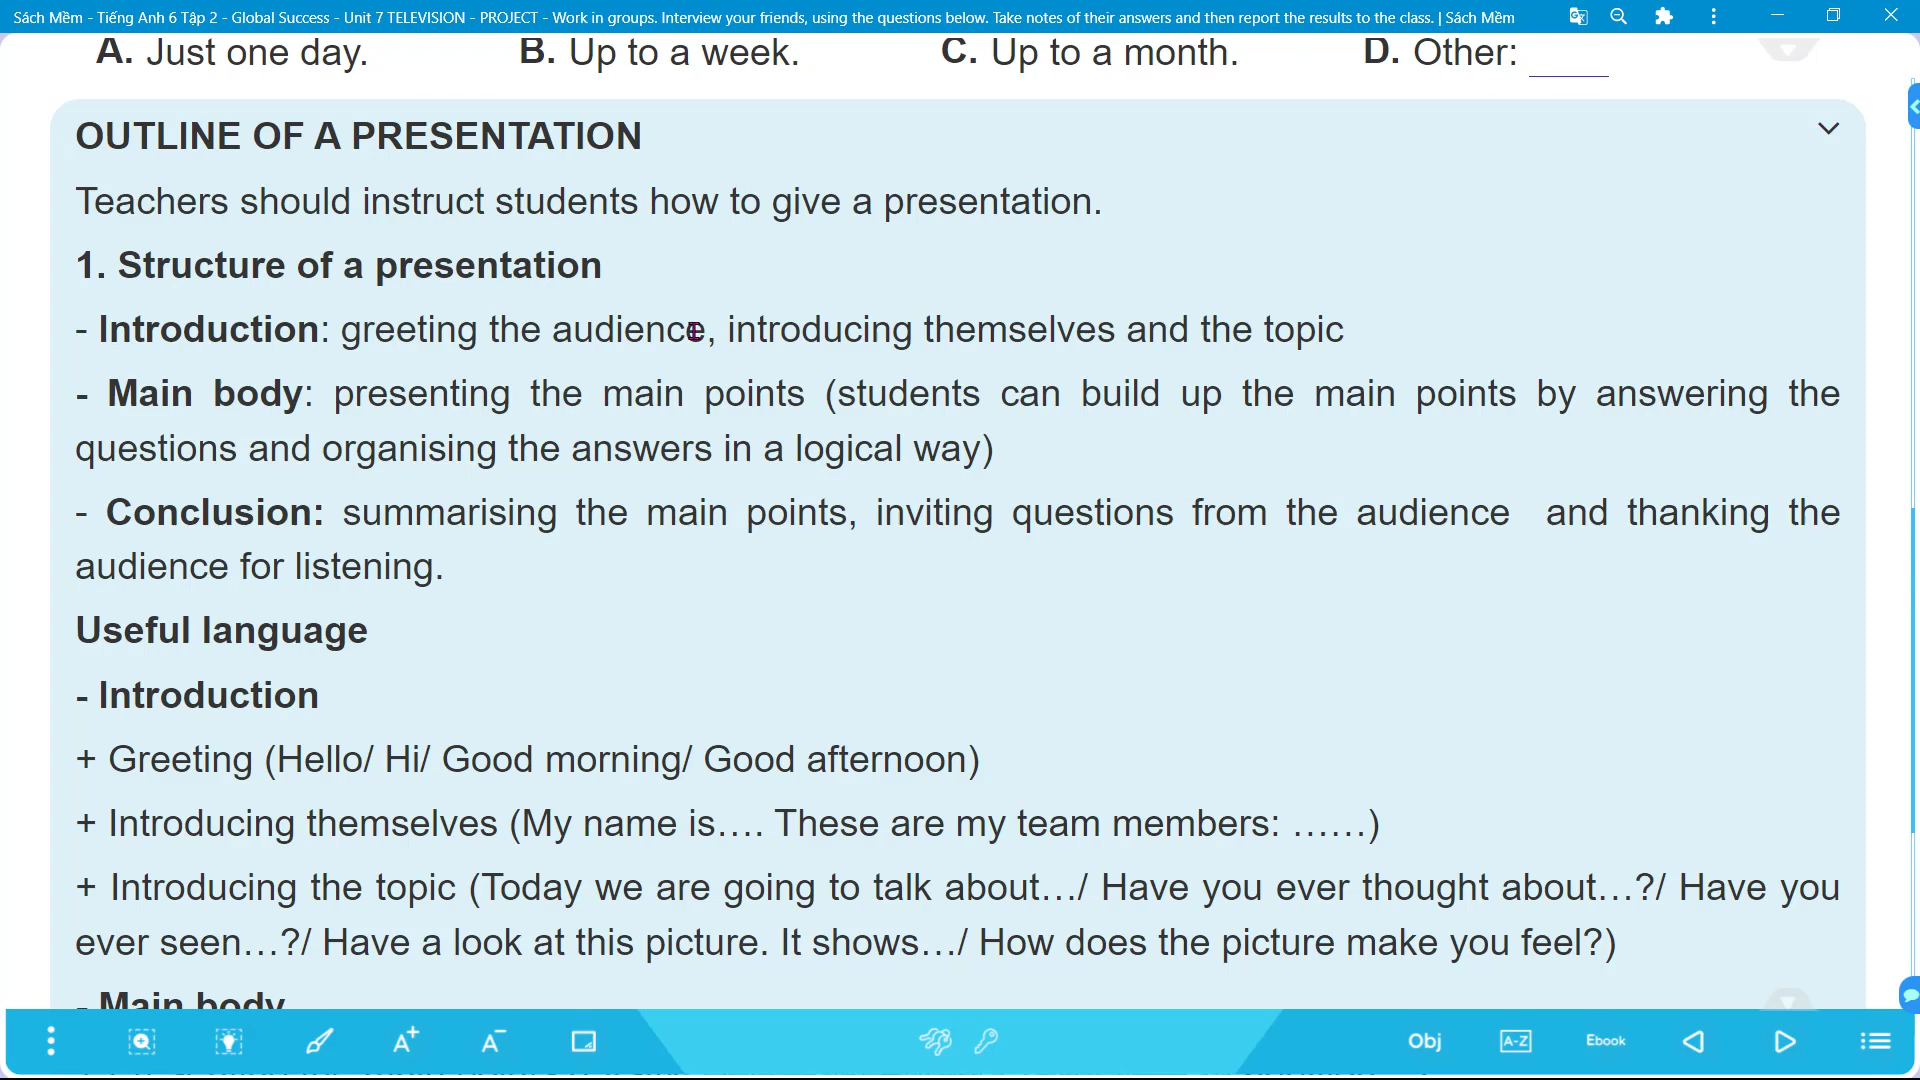 Sách Mềm - Tiếng Anh 6 Tập 2 - Global Success - Unit 7 TELEVISION - PROJECT - Work in groups. Interview your friends, using the questions below. Take notes of their answers and then report the results to the class. | Sách Mềm
A. Just one day. B. Up to a week. C. Up to a month. D. Other: _____
OUTLINE OF A PRESENTATION
Teachers should instruct students how to give a presentation.
1. Structure of a presentation
- Introduction: greeting the audience, introducing themselves and the topic
- Main body: presenting the main points (students can build up the main points by answering the
questions and organising the answers in a logical way)
- Conclusion: summarising the main points, inviting questions from the audience and thanking the
audience for listening.
Useful language
- Introduction
+ Greeting (Hello/ Hi/ Good morning/ Good afternoon)
+ Introducing themselves (My name is…. These are my team members: ……)
+ Introducing the topic (Today we are going to talk about…/ Have you ever thought about…?/ Have you
ever seen…?/ Have a look at this picture. It shows…/ How does the picture make you feel?)
- Main body
A+ A- Obj A-Z Ebook